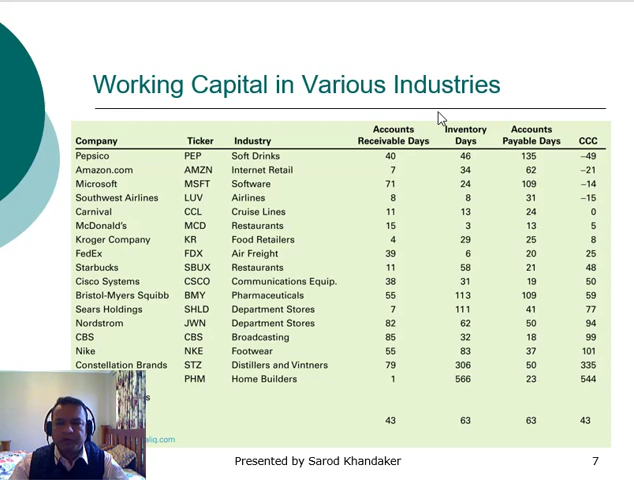 Working Capital in Various Industries
Accounts Inventory Accounts
Company Ticker Industry Receivable Days Days Payable Days CCC
Pepsico PEP Soft Drinks 40 46 135 −49
Amazon.com AMZN Internet Retail 7 34 62 −21
Microsoft MSFT Software 71 24 109 −14
Southwest Airlines LUV Airlines 8 8 31 −15
Carnival CCL Cruise Lines 11 13 24 0
McDonald's MCD Restaurants 15 3 13 5
Kroger Company KR Food Retailers 4 29 25 8
FedEx FDX Air Freight 39 6 20 25
Starbucks SBUX Restaurants 11 58 21 48
Cisco Systems CSCO Communications Equip. 38 31 19 50
Bristol-Myers Squibb BMY Pharmaceuticals 55 113 109 59
Sears Holdings SHLD Department Stores 7 111 41 77
Nordstrom JWN Department Stores 82 62 50 94
CBS CBS Broadcasting 85 32 18 99
Nike NKE Footwear 55 83 37 101
Constellation Brands STZ Distillers and Vintners 79 306 50 335
PHM Home Builders 1 566 23 544
43 63 63 43
Presented by Sarod Khandaker 7